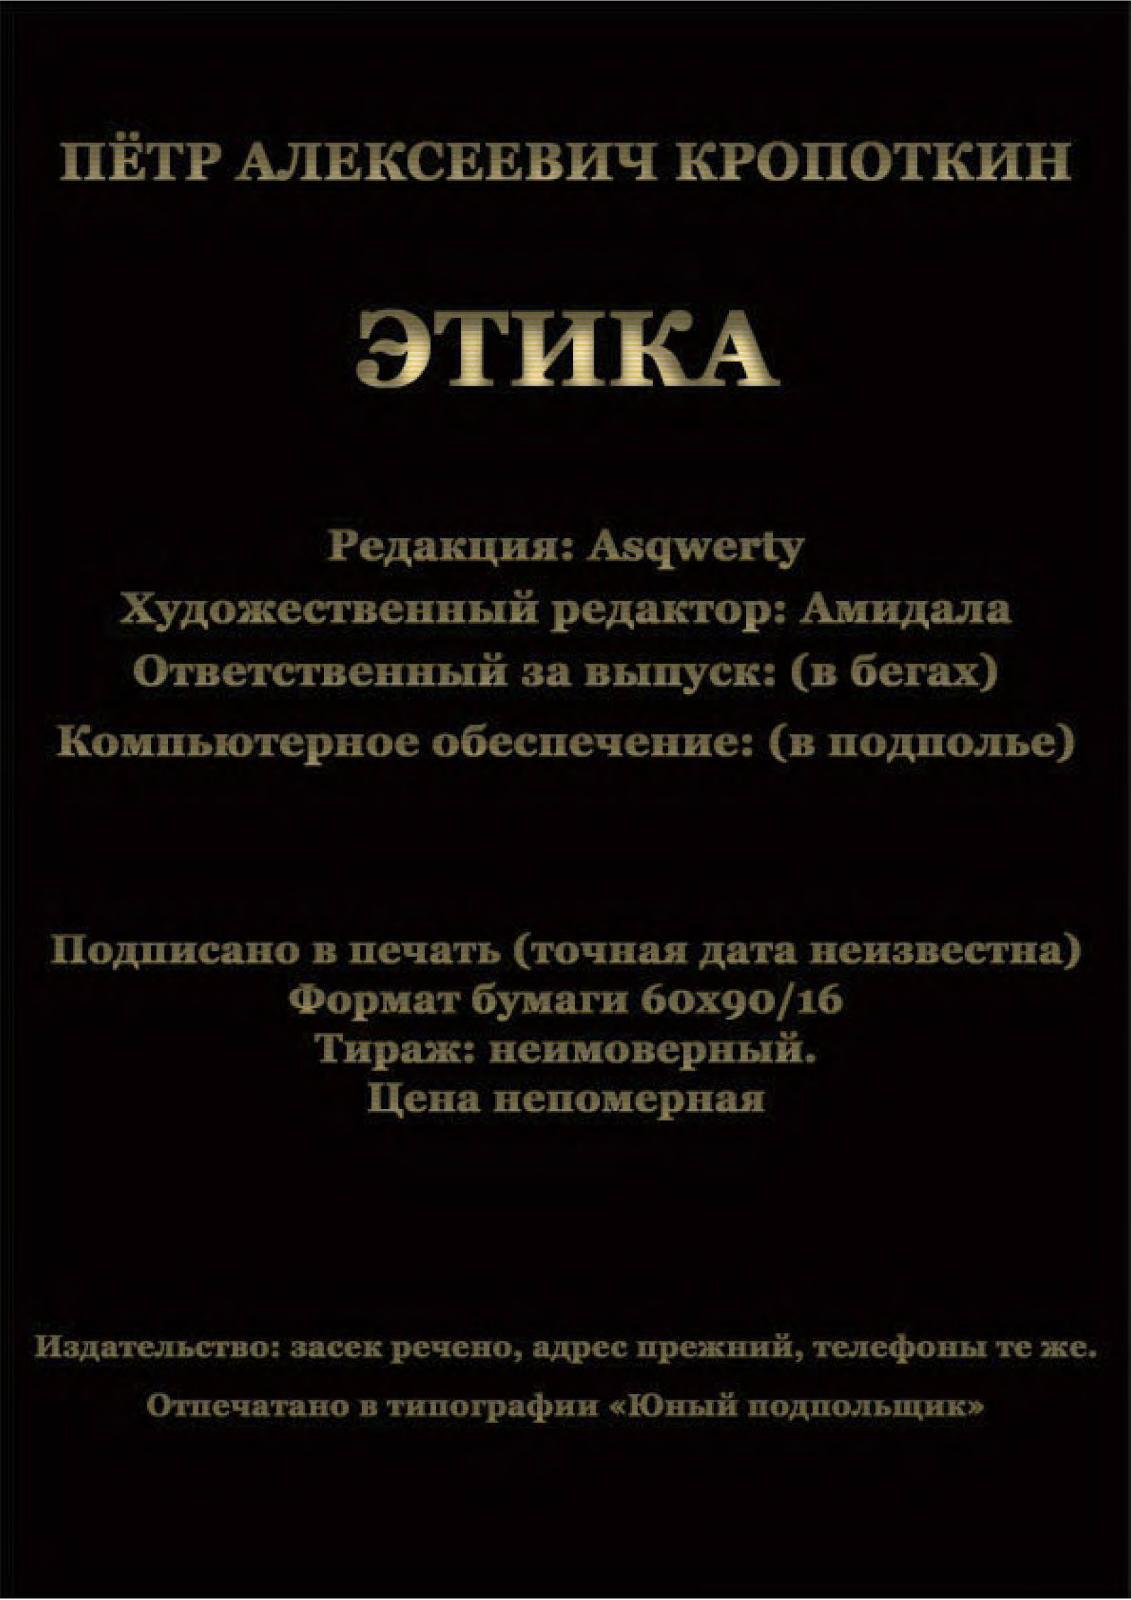 ПЁТР АЛЕКСЕЕВИЧ КРОПОТКИН
ЭТИКА
Редакция: Asqwerty
Художественный редактор: Амидала
Ответственный за выпуск: (в бегах)
Компьютерное обеспечение: (в подполье)
Подписано в печать (точная дата неизвестна)
Формат бумаги 60х90/16
Тираж: неимоверный.
Цена непомерная
Издательство: засек речено, адрес прежний, телефоны те же.
Отпечатано в типографии «Юный подпольщик»